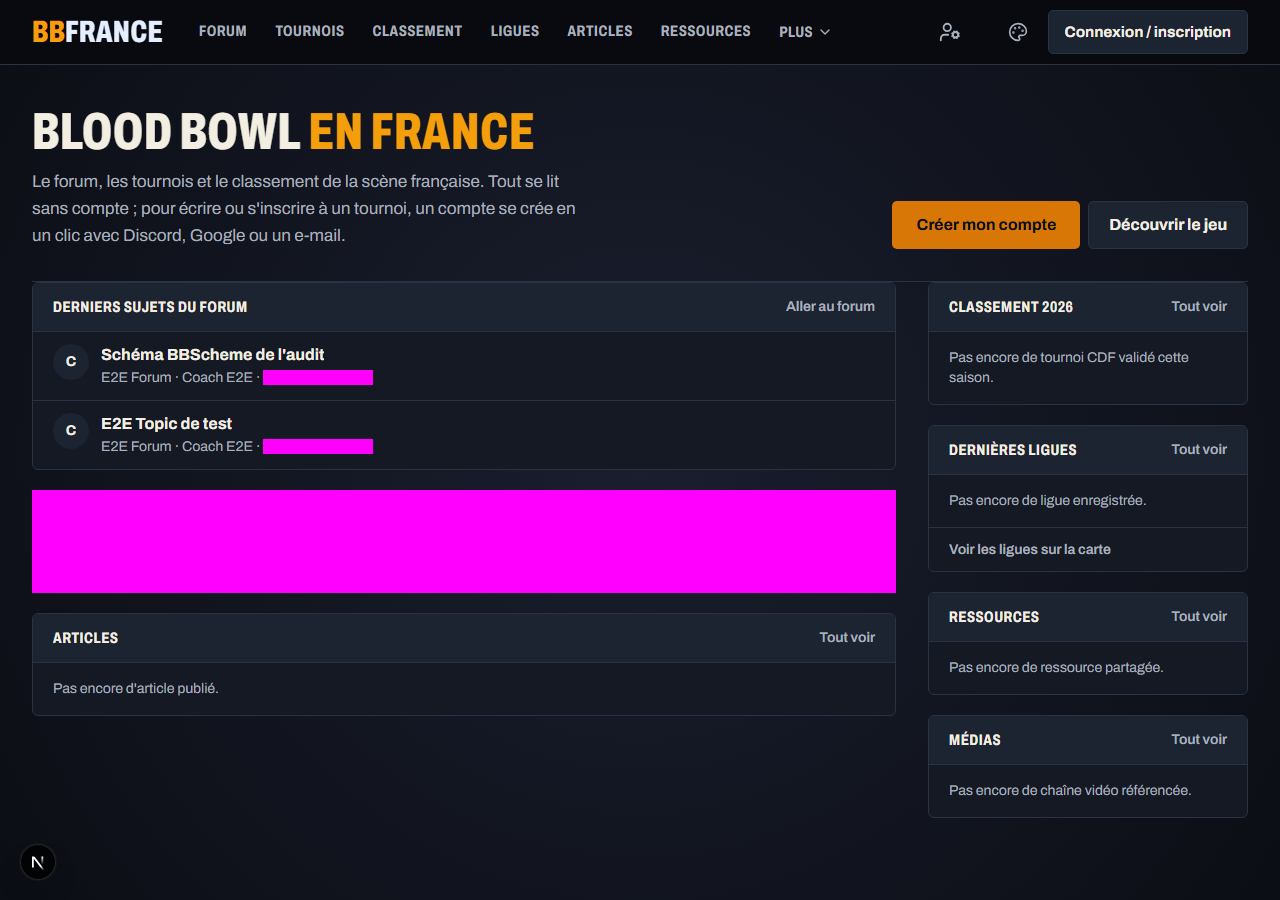 BBFRANCE FORUM TOURNOIS CLASSEMENT LIGUES ARTICLES RESSOURCES PLUS Connexion / inscription
BLOOD BOWL EN FRANCE
Le forum, les tournois et le classement de la scène française. Tout se lit
sans compte ; pour écrire ou s'inscrire à un tournoi, un compte se crée en
un clic avec Discord, Google ou un e-mail.
Créer mon compte Découvrir le jeu
DERNIERS SUJETS DU FORUM Aller au forum
C Schéma BBScheme de l'audit
E2E Forum · Coach E2E ·
C E2E Topic de test
E2E Forum · Coach E2E ·
ARTICLES Tout voir
Pas encore d'article publié.
CLASSEMENT 2026 Tout voir
Pas encore de tournoi CDF validé cette
saison.
DERNIÈRES LIGUES Tout voir
Pas encore de ligue enregistrée.
Voir les ligues sur la carte
RESSOURCES Tout voir
Pas encore de ressource partagée.
MÉDIAS Tout voir
Pas encore de chaîne vidéo référencée.
N